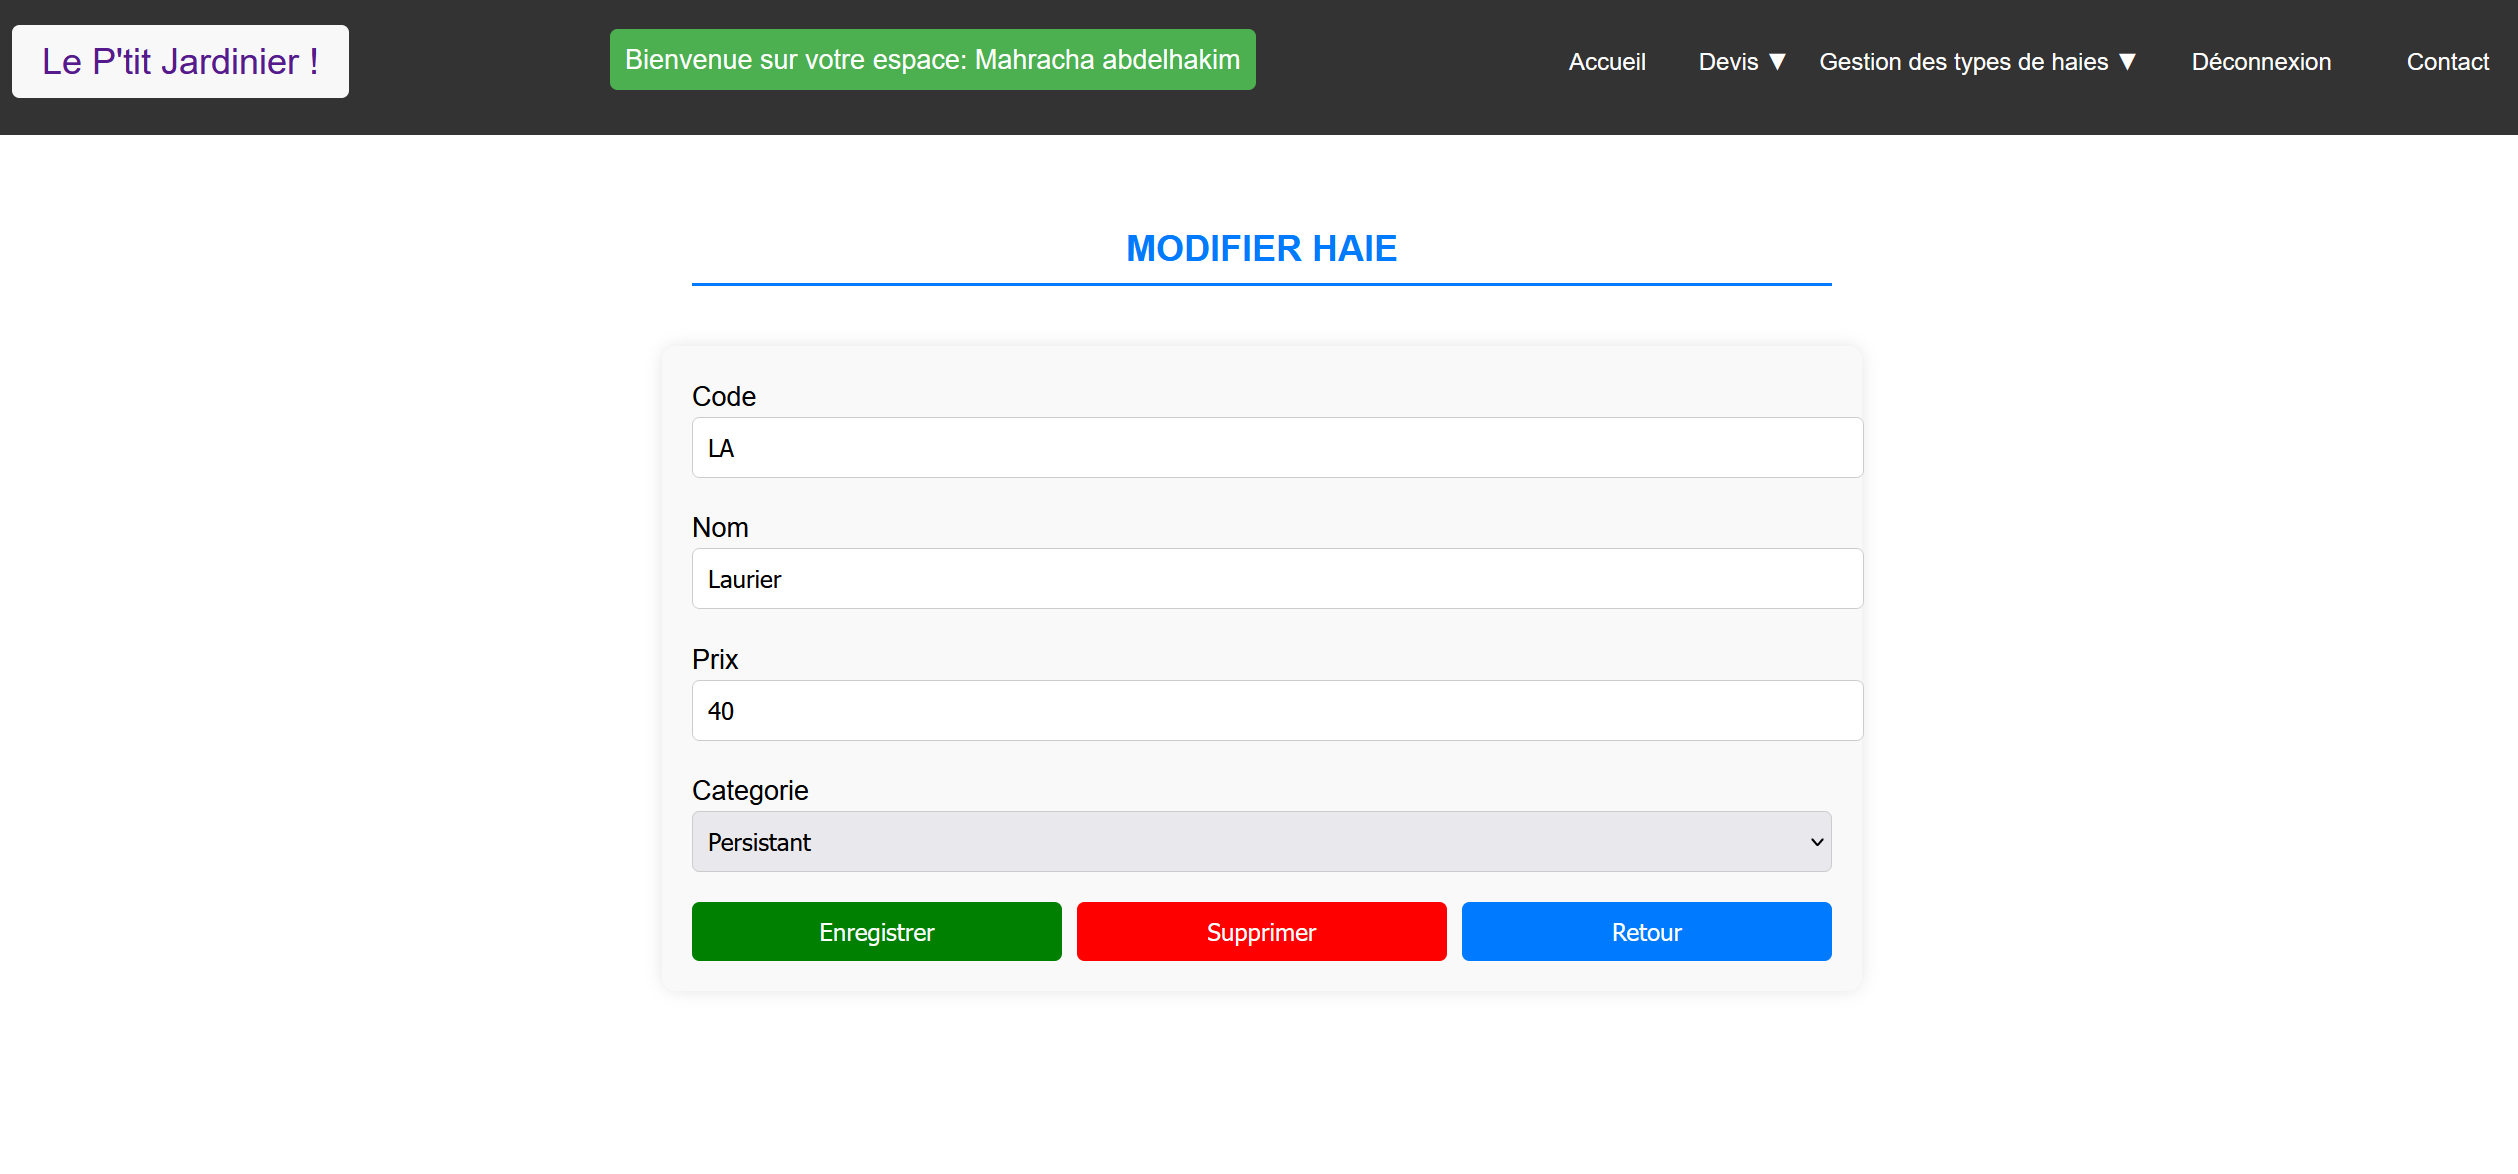 Le P'tit Jardinier !
Bienvenue sur votre espace: Mahracha abdelhakim
Accueil
Devis ▼
Gestion des types de haies ▼
Déconnexion
Contact
MODIFIER HAIE
Code
LA
Nom
Laurier
Prix
40
Categorie
Persistant
Enregistrer
Supprimer
Retour